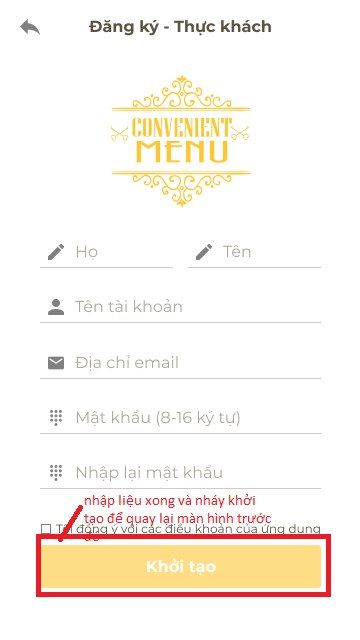 Đăng ký - Thực khách
CONVENIENT
MENU
Họ
Tên
Tên tài khoản
Địa chỉ email
Mật khẩu (8-16 ký tự)
Nhập lại mật khẩu
nhập liệu xong và nháy khởi
tạo để quay lại màn hình trước
Tôi đồng ý với các điều khoản của ứng dụng
Khởi tạo